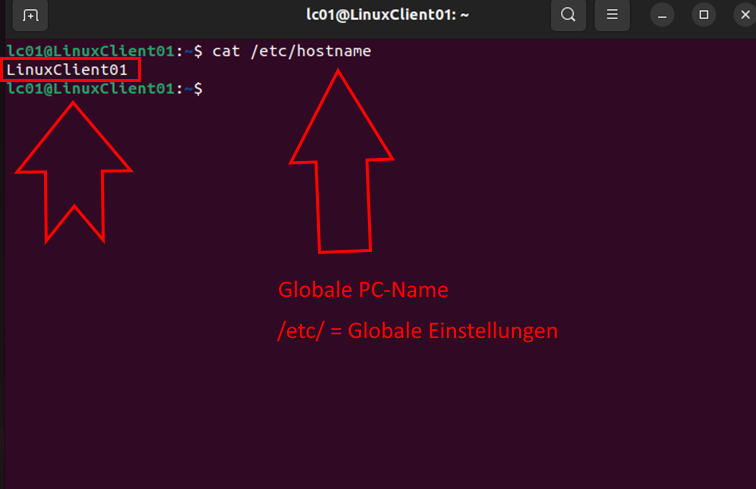 lc01@LinuxClient01: ~
lc01@LinuxClient01:~$ cat /etc/hostname
LinuxClient01
lc01@LinuxClient01:~$
Globale PC-Name
/etc/ = Globale Einstellungen